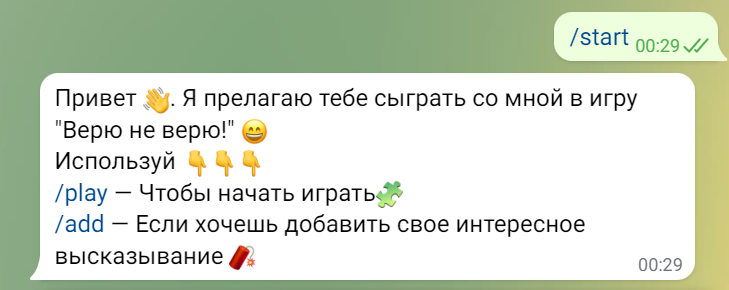 /start 00:29
Привет 👋. Я прелагаю тебе сыграть со мной в игру
"Верю не верю!" 😄
Используй 👇👇👇
/play — Чтобы начать играть🧩
/add — Если хочешь добавить свое интересное
высказывание 🧨
00:29